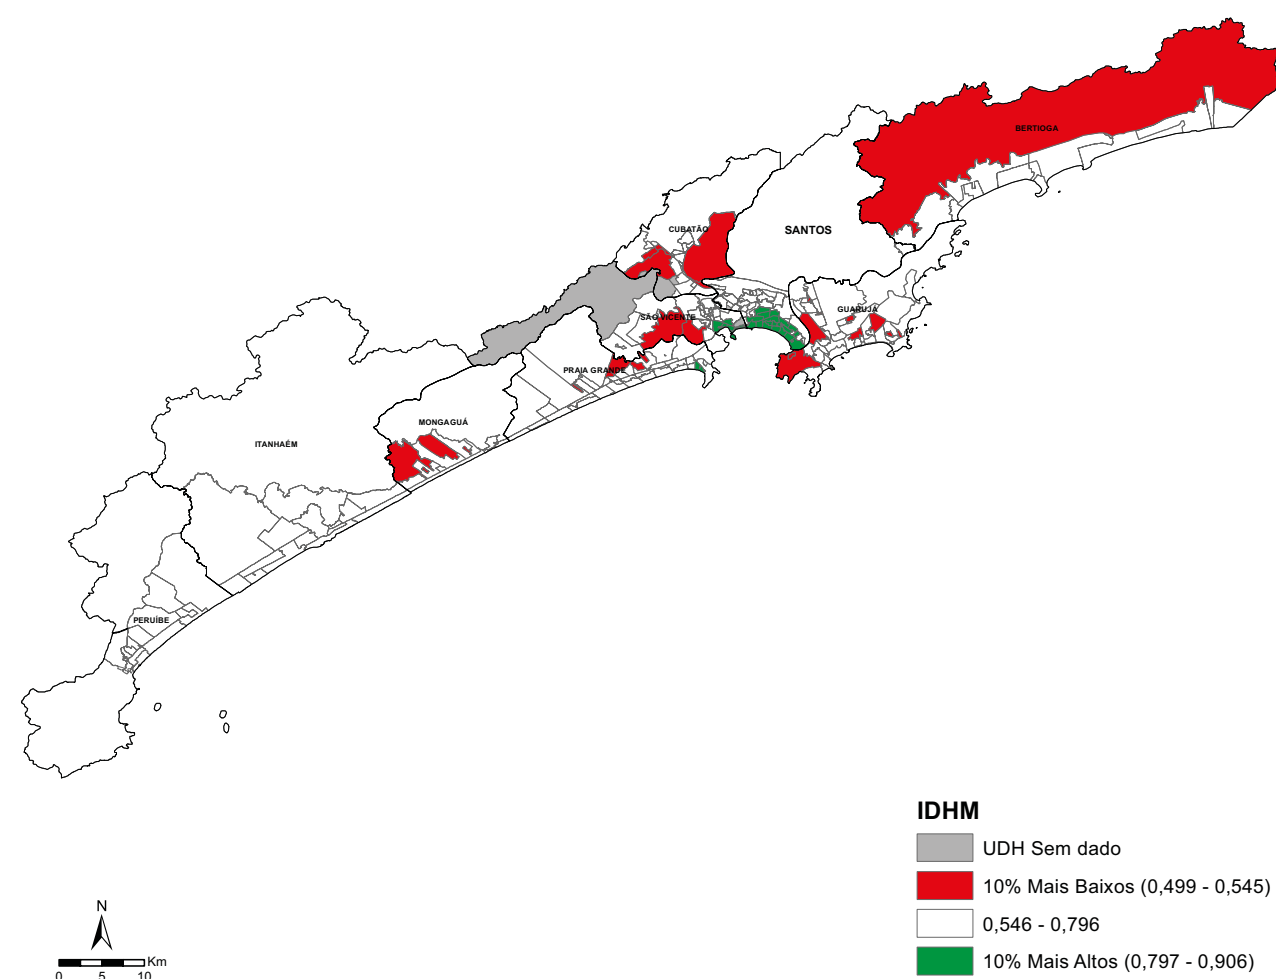 BERTIOGA
CUBATÃO
SANTOS
GUARUJÁ
SÃO VICENTE
PRAIA GRANDE
MONGAGUÁ
ITANHAÉM
PERUÍBE
IDHM
UDH Sem dado
10% Mais Baixos (0,499 - 0,545)
0,546 - 0,796
10% Mais Altos (0,797 - 0,906)
N
Km
0 5 10